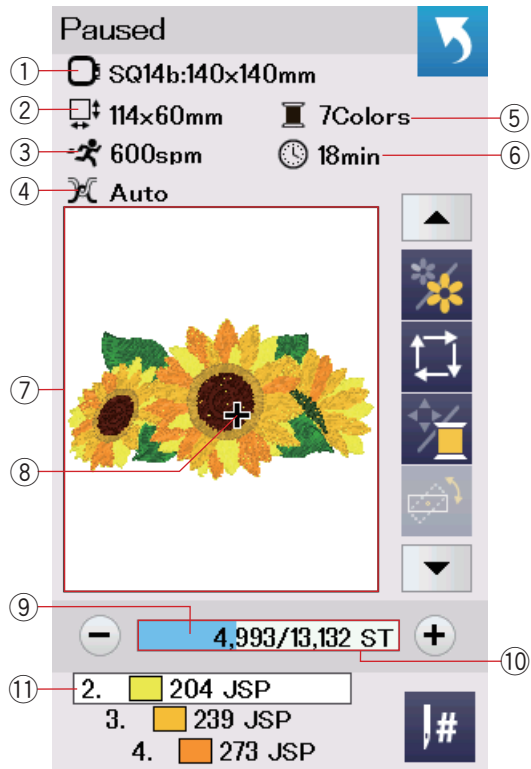 Paused
① SQ14b:140x140mm
② 114x60mm 7Colors ⑤
③ 600spm 18min ⑥
④ Auto
⑦
⑧
⑨
− 4,993/13,132 ST +
⑩
⑪ 2. 204 JSP
3. 239 JSP
4. 273 JSP
#